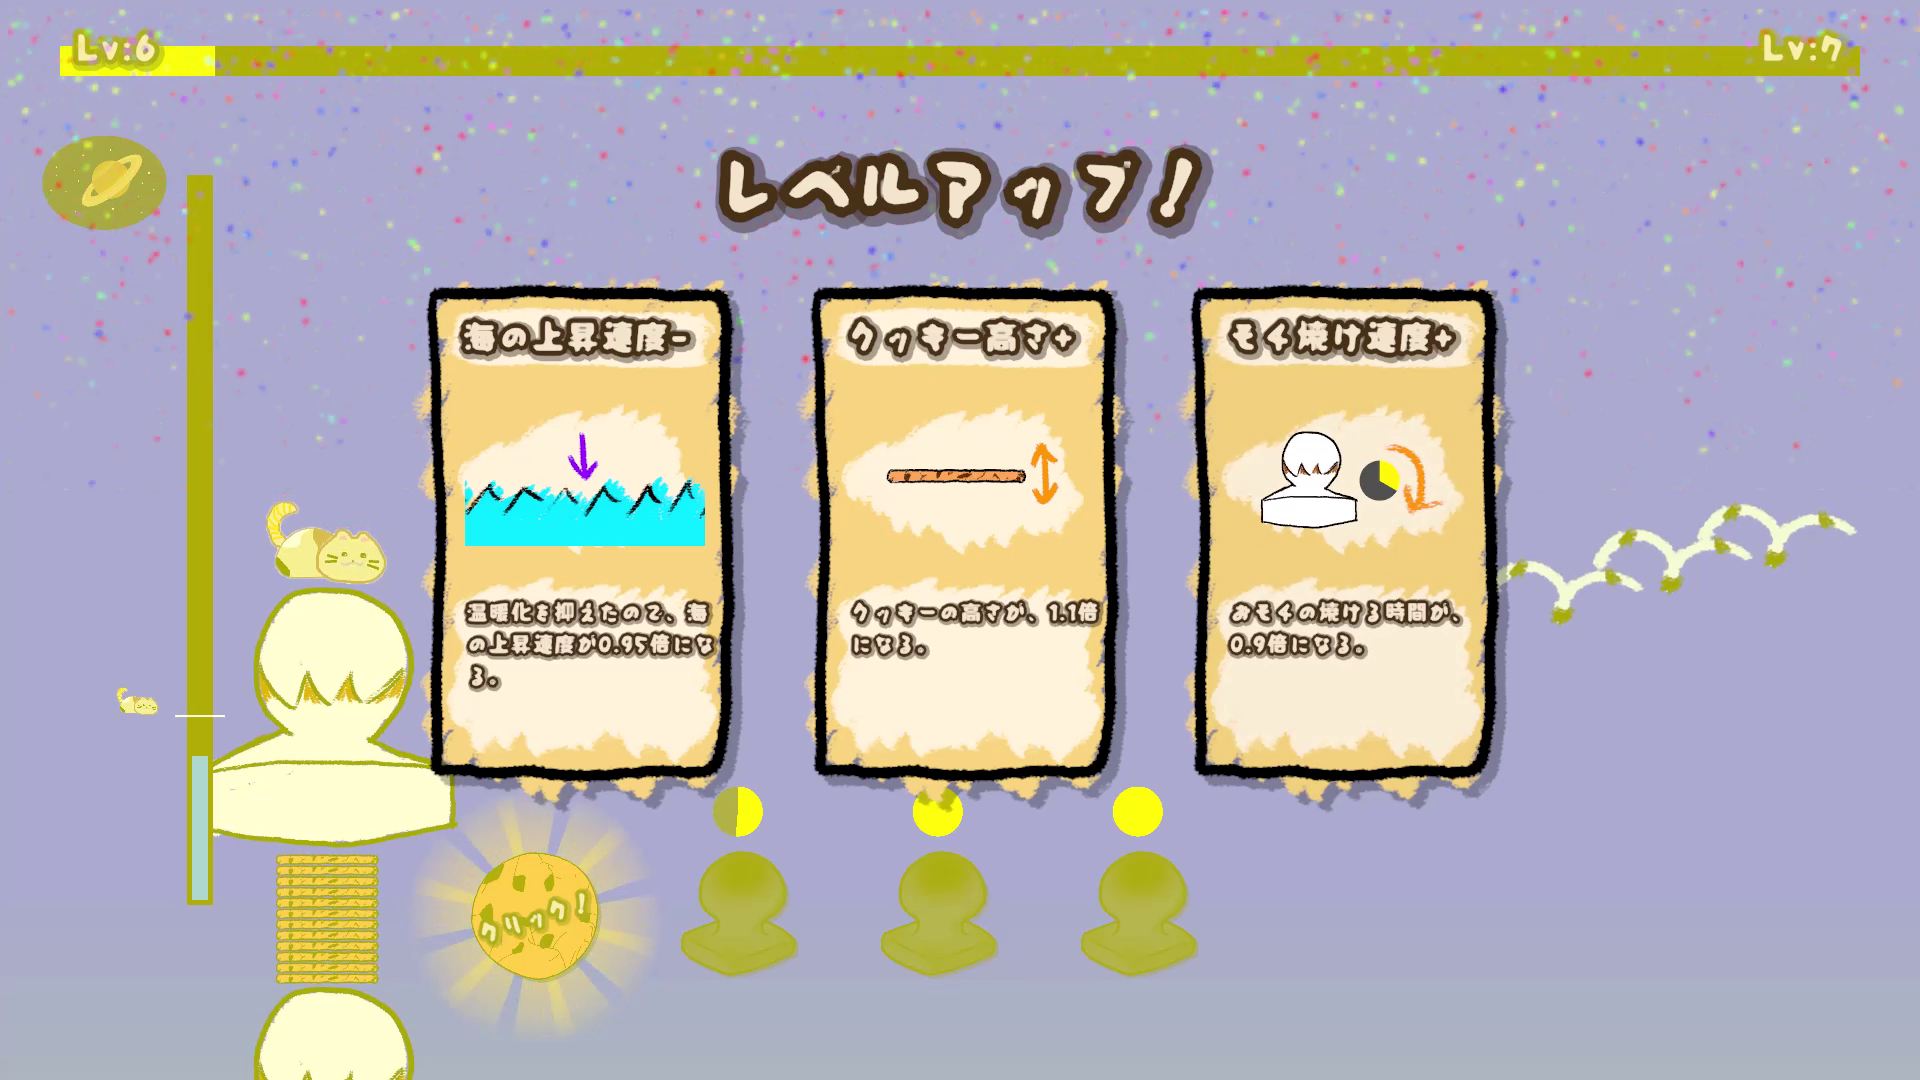 Lv:6
Lv:7
レベルアップ!
海の上昇速度-
クッキー高さ+
モチ焼け速度+
温暖化を抑えたので、海
の上昇速度が0.95倍にな
る。
クッキーの高さが、1.1倍
になる。
おモチの焼ける時間が、
0.9倍になる。
クリック!